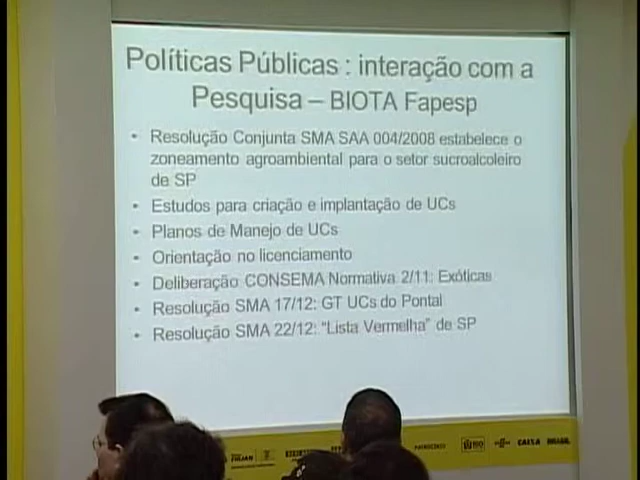 Políticas Públicas : interação com a
Pesquisa – BIOTA Fapesp
• Resolução Conjunta SMA SAA 004/2008 estabelece o
zoneamento agroambiental para o setor sucroalcoleiro
de SP
• Estudos para criação e implantação de UCs
• Planos de Manejo de UCs
• Orientação no licenciamento
• Deliberação CONSEMA Normativa 2/11: Exóticas
• Resolução SMA 17/12: GT UCs do Pontal
• Resolução SMA 22/12: "Lista Vermelha" de SP
RIO
CAIXA
BRASIL